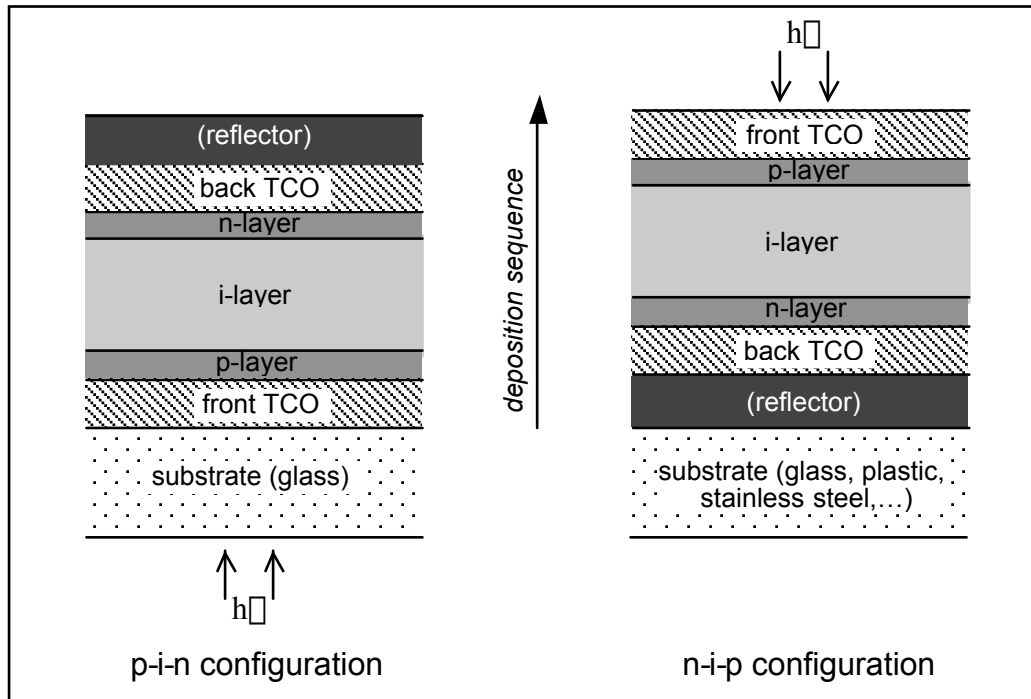 (reflector)
back TCO
n-layer
i-layer
p-layer
front TCO
substrate (glass)
h□
p-i-n configuration
deposition sequence
h□
front TCO
p-layer
i-layer
n-layer
back TCO
(reflector)
substrate (glass, plastic,
stainless steel,…)
n-i-p configuration